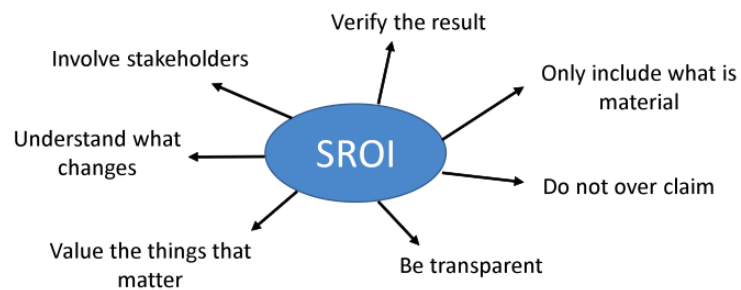 Verify the result
Involve stakeholders
Only include what is
material
Understand what
changes
SROI
Do not over claim
Value the things that
matter
Be transparent